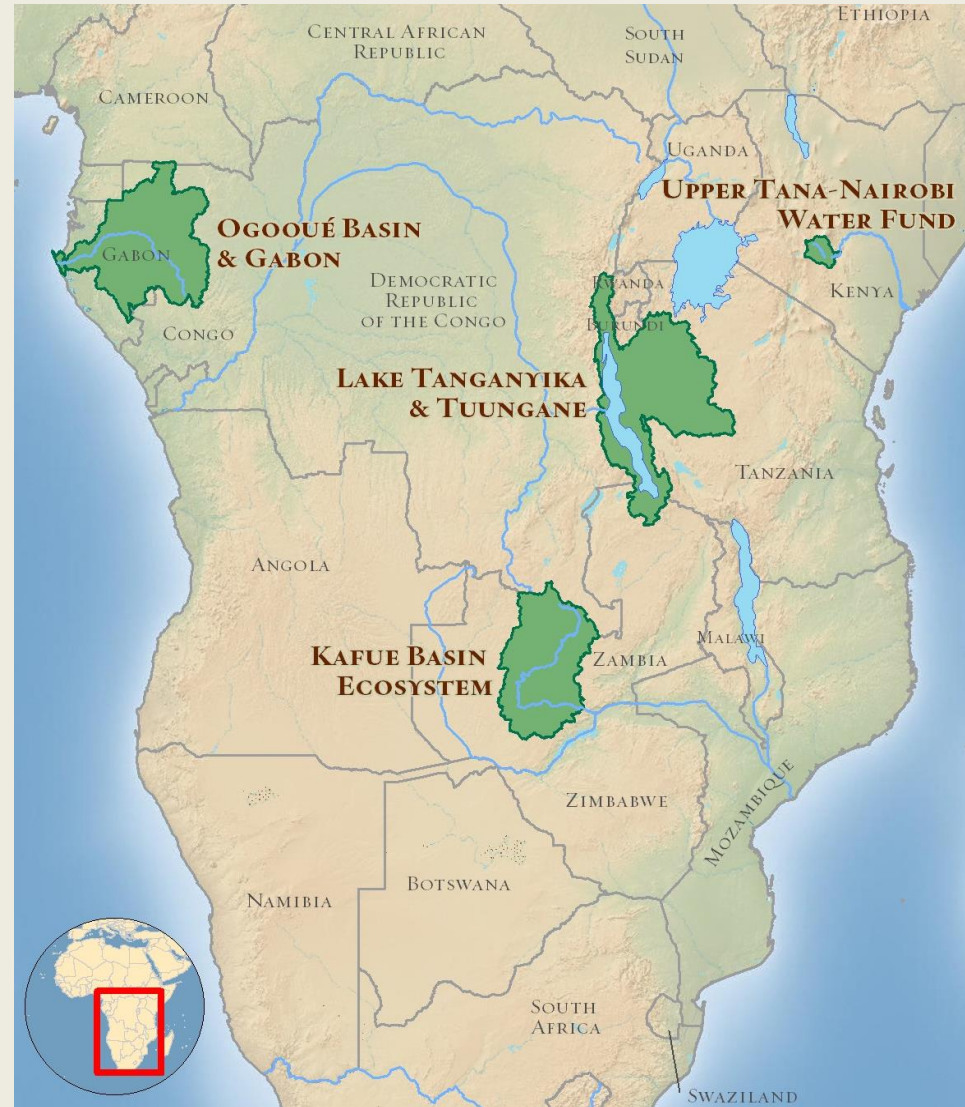 ETHIOPIA
CENTRAL AFRICAN
REPUBLIC
SOUTH
SUDAN
CAMEROON
UGANDA
UPPER TANA-NAIROBI
WATER FUND
OGOOUÉ BASIN
& GABON
GABON
DEMOCRATIC
REPUBLIC
OF THE CONGO
RWANDA
KENYA
BURUNDI
CONGO
LAKE TANGANYIKA
& TUUNGANE
TANZANIA
ANGOLA
MALAWI
KAFUE BASIN
ECOSYSTEM
ZAMBIA
ZIMBABWE
MOZAMBIQUE
BOTSWANA
NAMIBIA
SOUTH
AFRICA
SWAZILAND